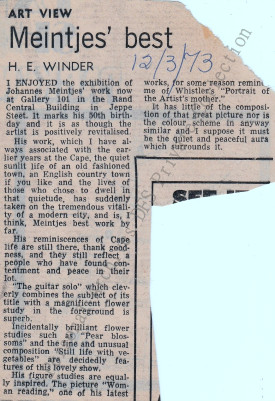 ART VIEW
Meintjes' best
H. E. WINDER
12/3/73
I ENJOYED the exhibition of
Johannes Meintjes' work now
at Gallery 101 in the Rand
Central Building in Jeppe
Steet. It marks his 50th birth-
day and it is as though the
artist is positively revitalised.
His work, which I have al-
ways associated with the ear-
lier years at the Cape, the quiet
sunlit life of an old fashioned
town, an English country town
if you like and the lives of
those who chose to dwell in
that quietude, has suddenly
taken on the tremendous vitali-
ty of a modern city, and is, I
think, Meintjes best work by
far.
His reminiscences of Cape
life are still there, thank good-
ness, and they still reflect a
people who have found con-
tentment and peace in their
lot.
"The guitar solo" which clev-
erly combines the subject of its
title with a magnificent flower
study in the foreground is
superb.
Incidentally brilliant flower
studies such as "Pear blos-
soms" and the fine and unusual
composition "Still life with ve-
getables" are decidedly fea-
tures of this lovely show.
His figure studies are equal-
ly inspired. The picture "Wom-
an reading," one of his latest
works, for some reason remind
me of Whistler's "Portrait of
the Artist's mother."
It has little of the composi-
tion of that great picture nor is
the colour scheme in anyway
similar and I suppose it must
be the quiet and peaceful aura
which surrounds it.